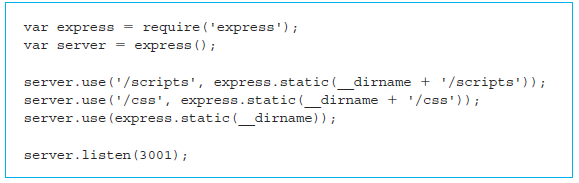 var express = require('express');
var server = express();
server.use('/scripts', express.static(__dirname + '/scripts'));
server.use('/css', express.static(__dirname + '/css'));
server.use(express.static(__dirname));
server.listen(3001);